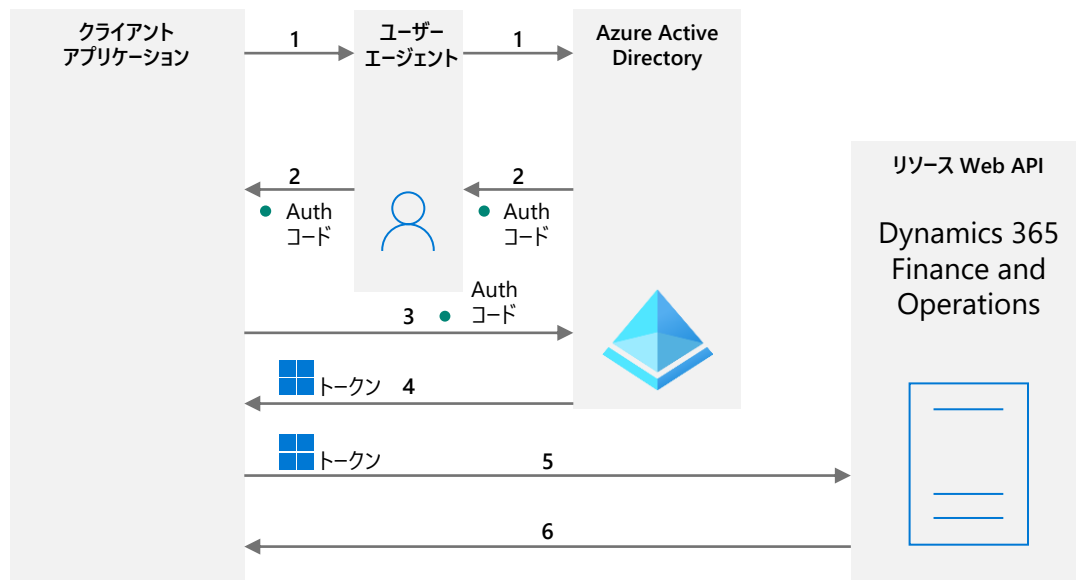 クライアント
アプリケーション
1
ユーザー
エージェント
1
Azure Active
Directory
リソース Web API
2
Auth
コード
2
Auth
コード
Dynamics 365
Finance and
Operations
3
Auth
コード
トークン 4
トークン
5
6